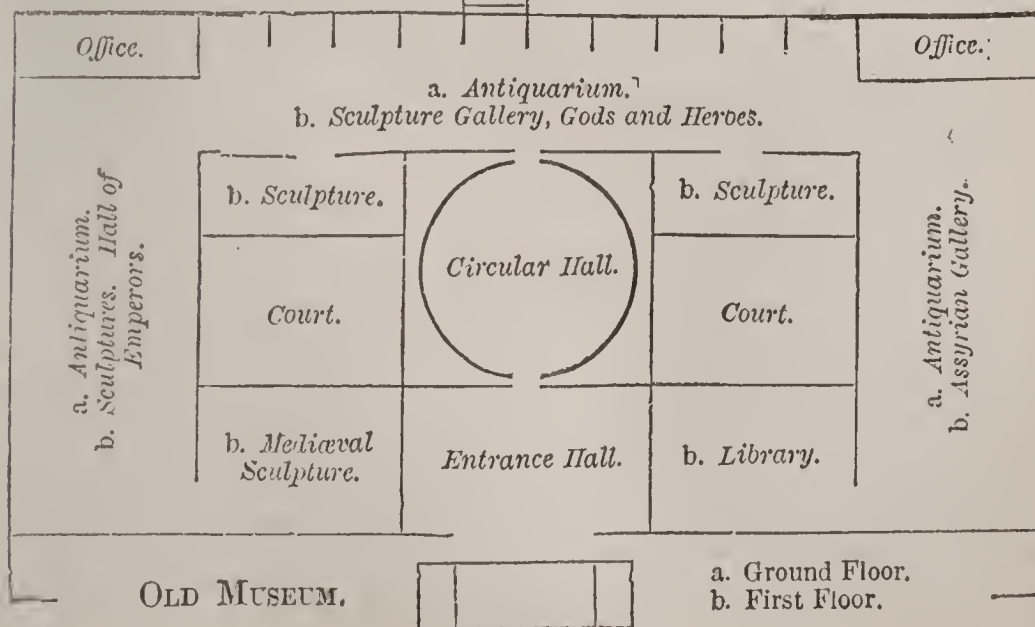 Office.
Office.
a. Antiquarium.
b. Sculpture Gallery, Gods and Heroes.
b. Sculpture.
b. Sculpture.
a. Antiquarium.
b. Sculptures. Hall of
Emperors.
Circular Hall.
Court.
Court.
a. Antiquarium.
b. Assyrian Gallery.
b. Mediæval
Sculpture.
Entrance Hall.
b. Library.
OLD MUSEUM.
a. Ground Floor.
b. First Floor.